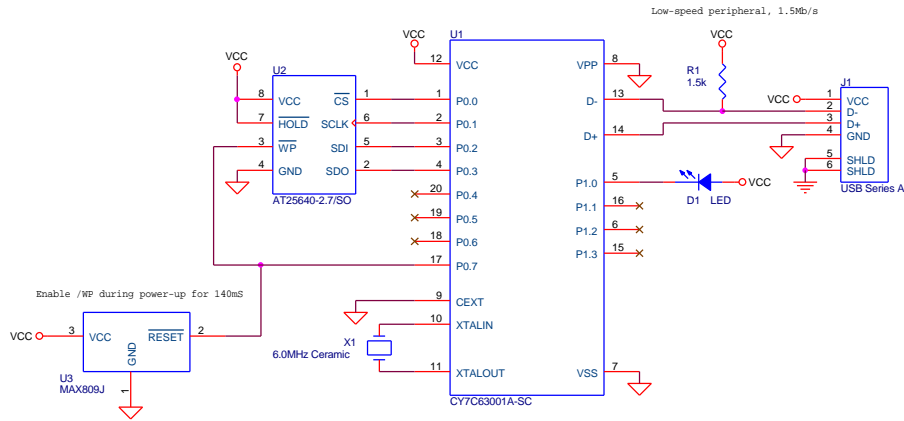 Low-speed peripheral, 1.5Mb/s
VCC
VCC
VCC
U1
U2
R1
1.5k
J1
12 VCC
VPP 8
8 VCC
CS 1
1 P0.0
D- 13
VCC
1 VCC
2 D-
7 HOLD
SCLK 6
2 P0.1
3 D+
3 WP
SDI 5
3 P0.2
D+ 14
4 GND
4 GND
SDO 2
4 P0.3
5 SHLD
6 SHLD
AT25640-2.7/SO
USB Series A
20 P0.4
P1.0 5
D1 LED
VCC
19 P0.5
P1.1 16
18 P0.6
P1.2 6
17 P0.7
P1.3 15
Enable /WP during power-up for 140mS
9 CEXT
10 XTALIN
VCC
3 VCC
RESET 2
GND
1
X1
6.0MHz Ceramic
11 XTALOUT
VSS 7
U3
MAX809J
CY7C63001A-SC